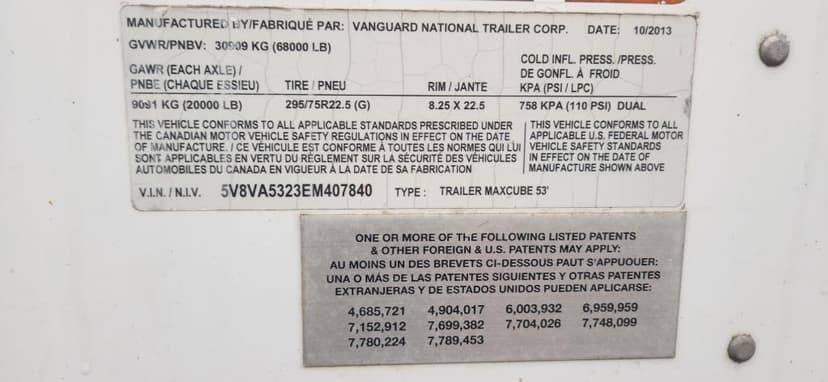 MANUFACTURED BY/FABRIQUÉ PAR: VANGUARD NATIONAL TRAILER CORP. DATE: 10/2013
GVWR/PNBV: 30909 KG (68000 LB)
GAWR (EACH AXLE) /
PNBE (CHAQUE ESSIEU)
TIRE / PNEU
RIM / JANTE
COLD INFL. PRESS. /PRESS.
DE GONFL. À FROID
KPA (PSI / LPC)
9091 KG (20000 LB) 295/75R22.5 (G) 8.25 X 22.5 758 KPA (110 PSI) DUAL
THIS VEHICLE CONFORMS TO ALL APPLICABLE STANDARDS PRESCRIBED UNDER
THE CANADIAN MOTOR VEHICLE SAFETY REGULATIONS IN EFFECT ON THE DATE
OF MANUFACTURE. / CE VÉHICULE EST CONFORME À TOUTES LES NORMES QUI LUI
SONT APPLICABLES EN VERTU DU RÈGLEMENT SUR LA SÉCURITÉ DES VÉHICULES
AUTOMOBILES DU CANADA EN VIGUEUR À LA DATE DE SA FABRICATION
THIS VEHICLE CONFORMS TO ALL
APPLICABLE U.S. FEDERAL MOTOR
VEHICLE SAFETY STANDARDS
IN EFFECT ON THE DATE OF
MANUFACTURE SHOWN ABOVE
V.I.N. / N.I.V. 5V8VA5323EM407840 TYPE : TRAILER MAXCUBE 53'
ONE OR MORE OF THE FOLLOWING LISTED PATENTS
& OTHER FOREIGN & U.S. PATENTS MAY APPLY:
AU MOINS UN DES BREVETS CI-DESSOUS PAUT S'APPUOUER:
UNA O MÁS DE LAS PATENTES SIGUIENTES Y OTRAS PATENTES
EXTRANJERAS Y DE ESTADOS UNIDOS PUEDEN APLICARSE:
4,685,721 4,904,017 6,003,932 6,959,959
7,152,912 7,699,382 7,704,026 7,748,099
7,780,224 7,789,453